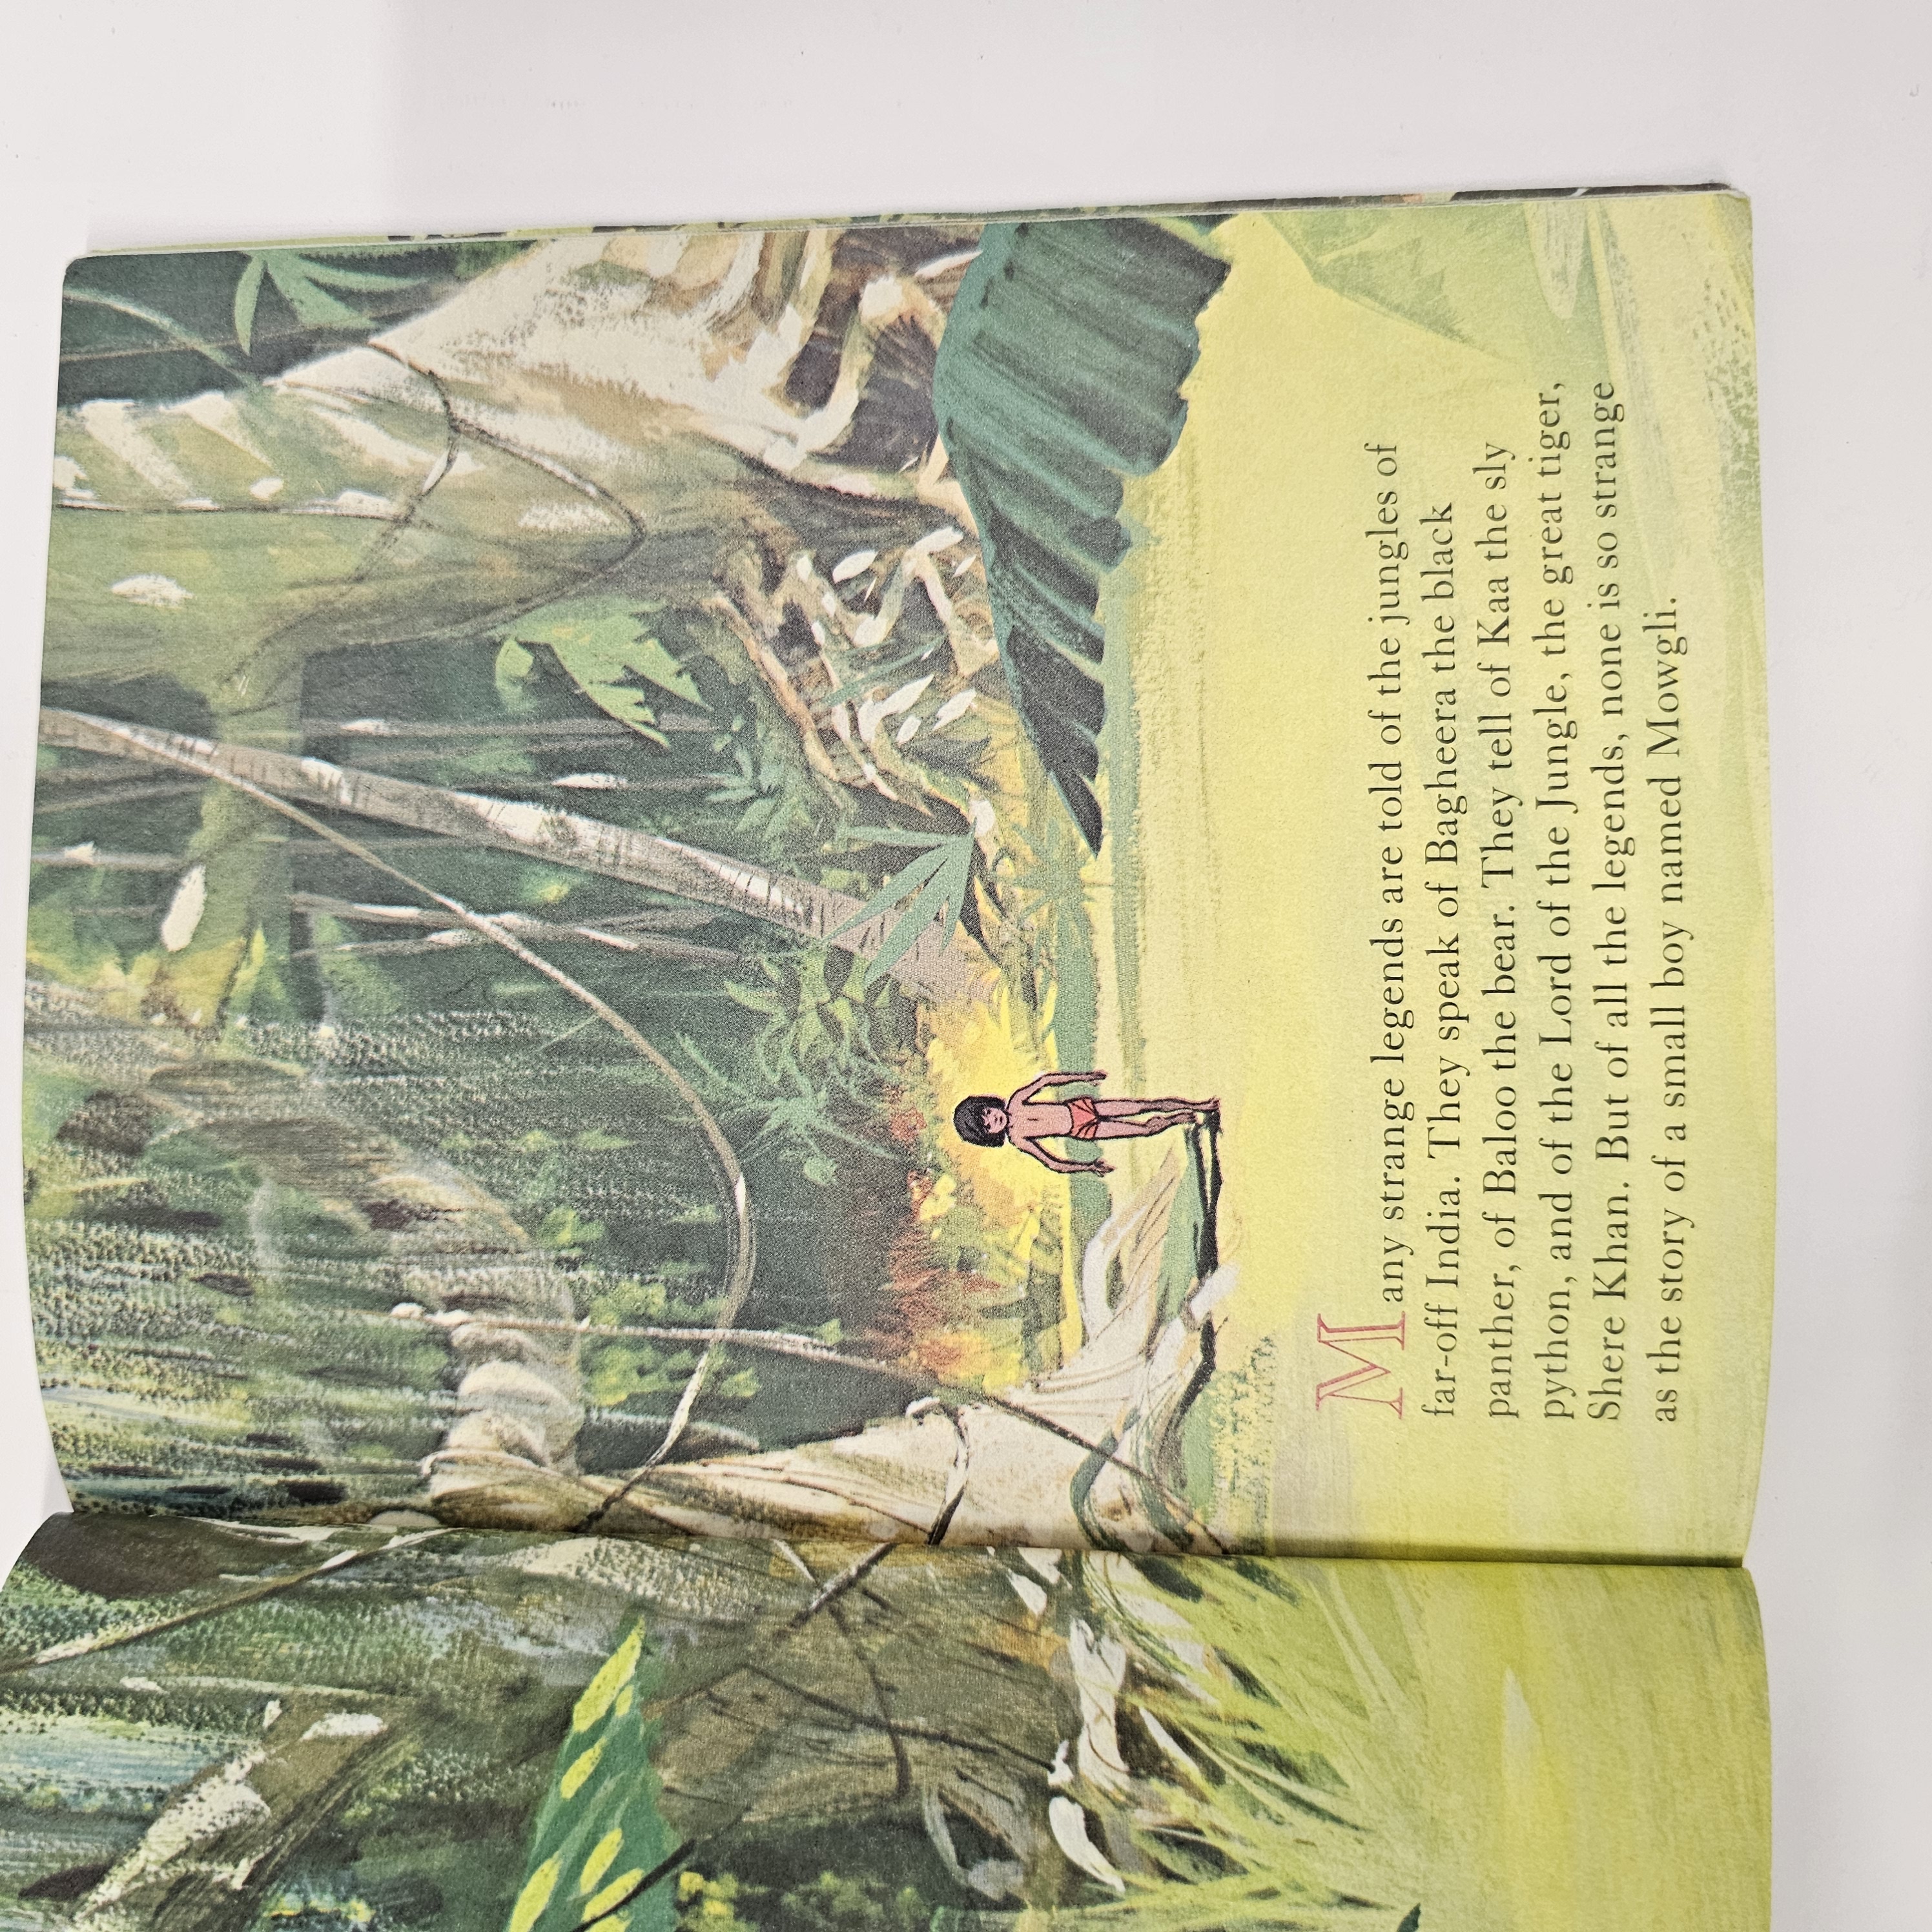 Many strange legends are told of the jungles of
far-off India. They speak of Bagheera the black
panther, of Baloo the bear. They tell of Kaa the sly
python, and of the Lord of the Jungle, the great tiger,
Shere Khan. But of all the legends, none is so strange
as the story of a small boy named Mowgli.